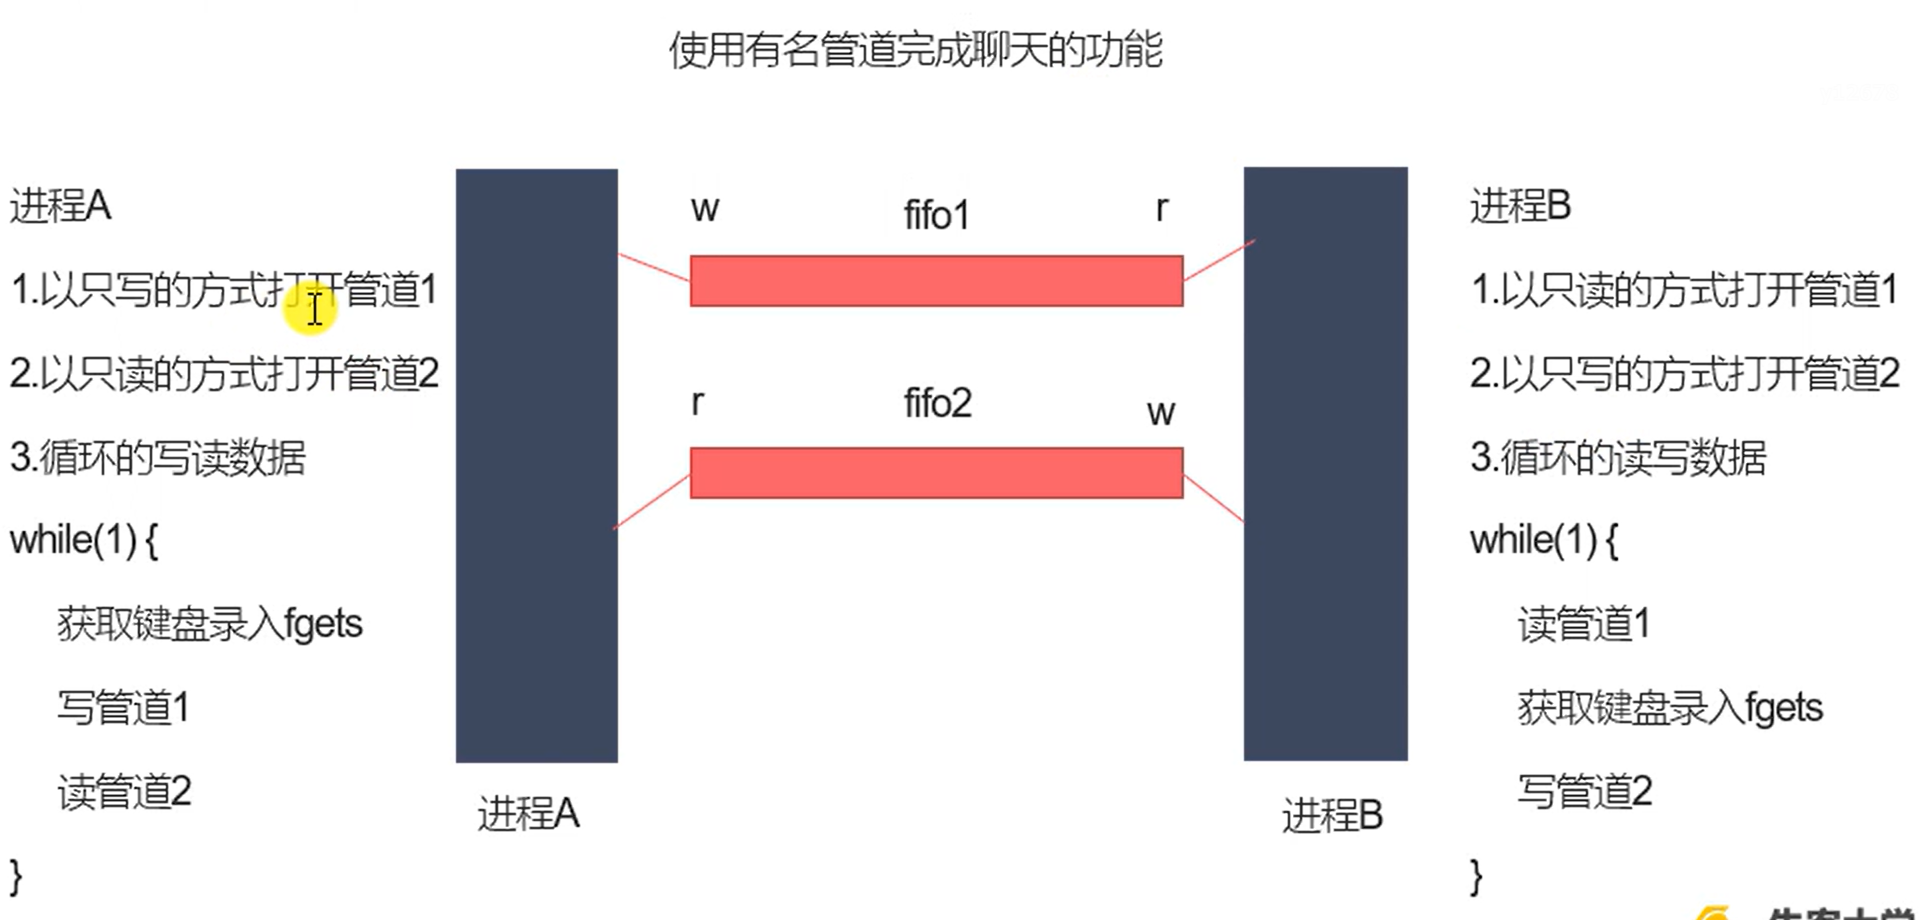 使用有名管道完成聊天的功能
进程A
1.以只写的方式打开管道1
2.以只读的方式打开管道2
3.循环的写读数据
while(1) {
获取键盘录入fgets
写管道1
读管道2
}
w
fifo1
r
r
fifo2
w
进程A
进程B
进程B
1.以只读的方式打开管道1
2.以只写的方式打开管道2
3.循环的读写数据
while(1) {
读管道1
获取键盘录入fgets
写管道2
}